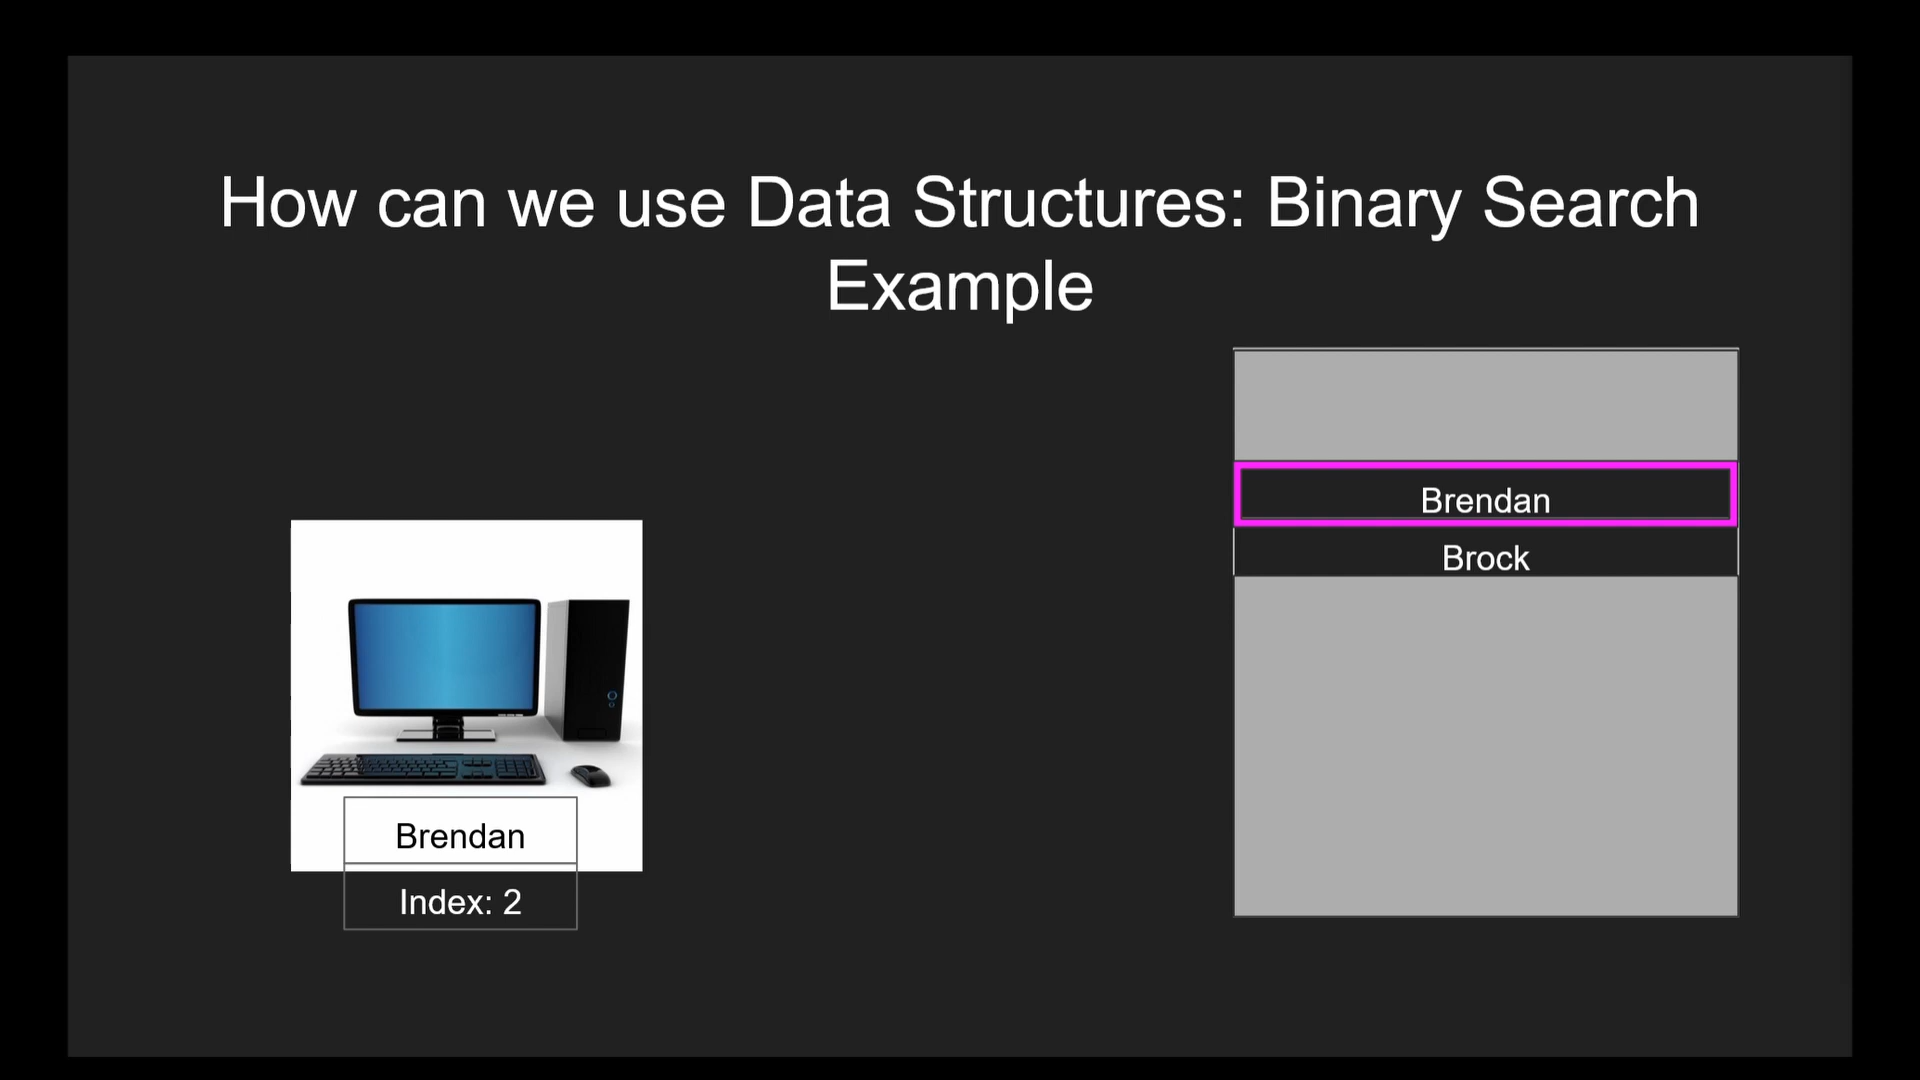 How can we use Data Structures: Binary Search
Example
Brendan
Brock
Brendan
Index: 2